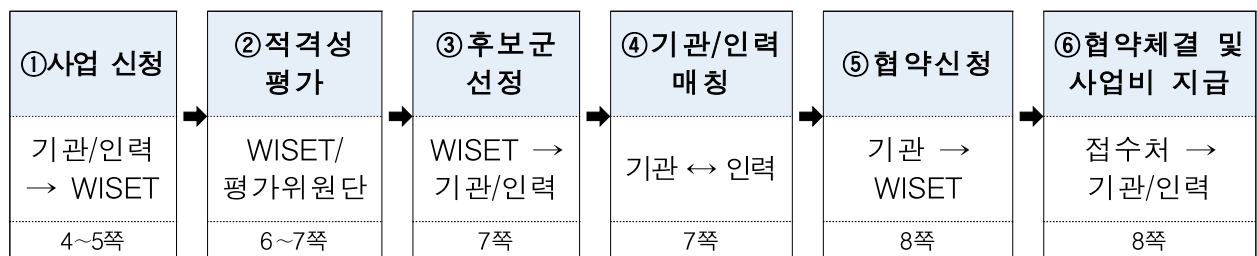 ①사업 신청
기관/인력
→ WISET
4~5쪽
②적격성
평가
WISET/
평가위원단
6~7쪽
③후보군
선정
WISET →
기관/인력
7쪽
④기관/인력
매칭
기관 ↔ 인력
7쪽
⑤협약신청
기관 →
WISET
8쪽
⑥협약체결 및
사업비 지급
접수처 →
기관/인력
8쪽